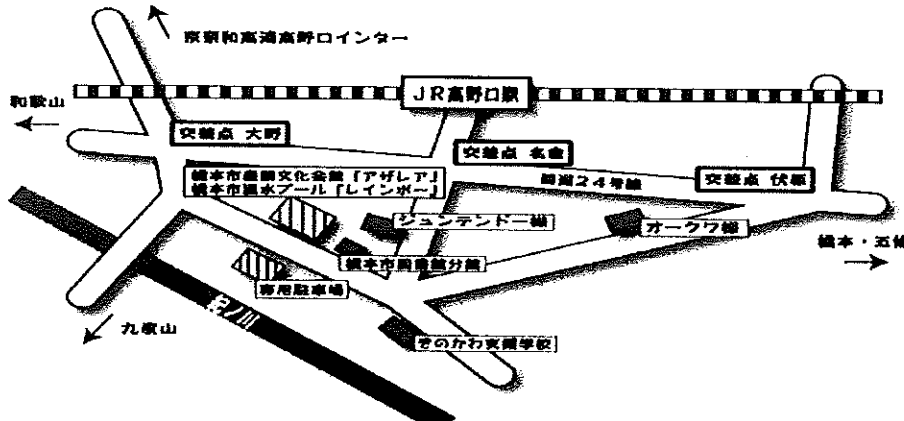 京奈和高速高野口インター
和歌山
JR高野口駅
交差点 大野
交差点 名倉
橋本市産業文化会館「アザレア」
橋本市温水プール「レインボー」
国道24号線
交差点 伏原
ジュンテンドー様
オークワ様
橋本市図書館分館
橋本・五條
専用駐車場
紀ノ川
九度山
きのかわ支援学校